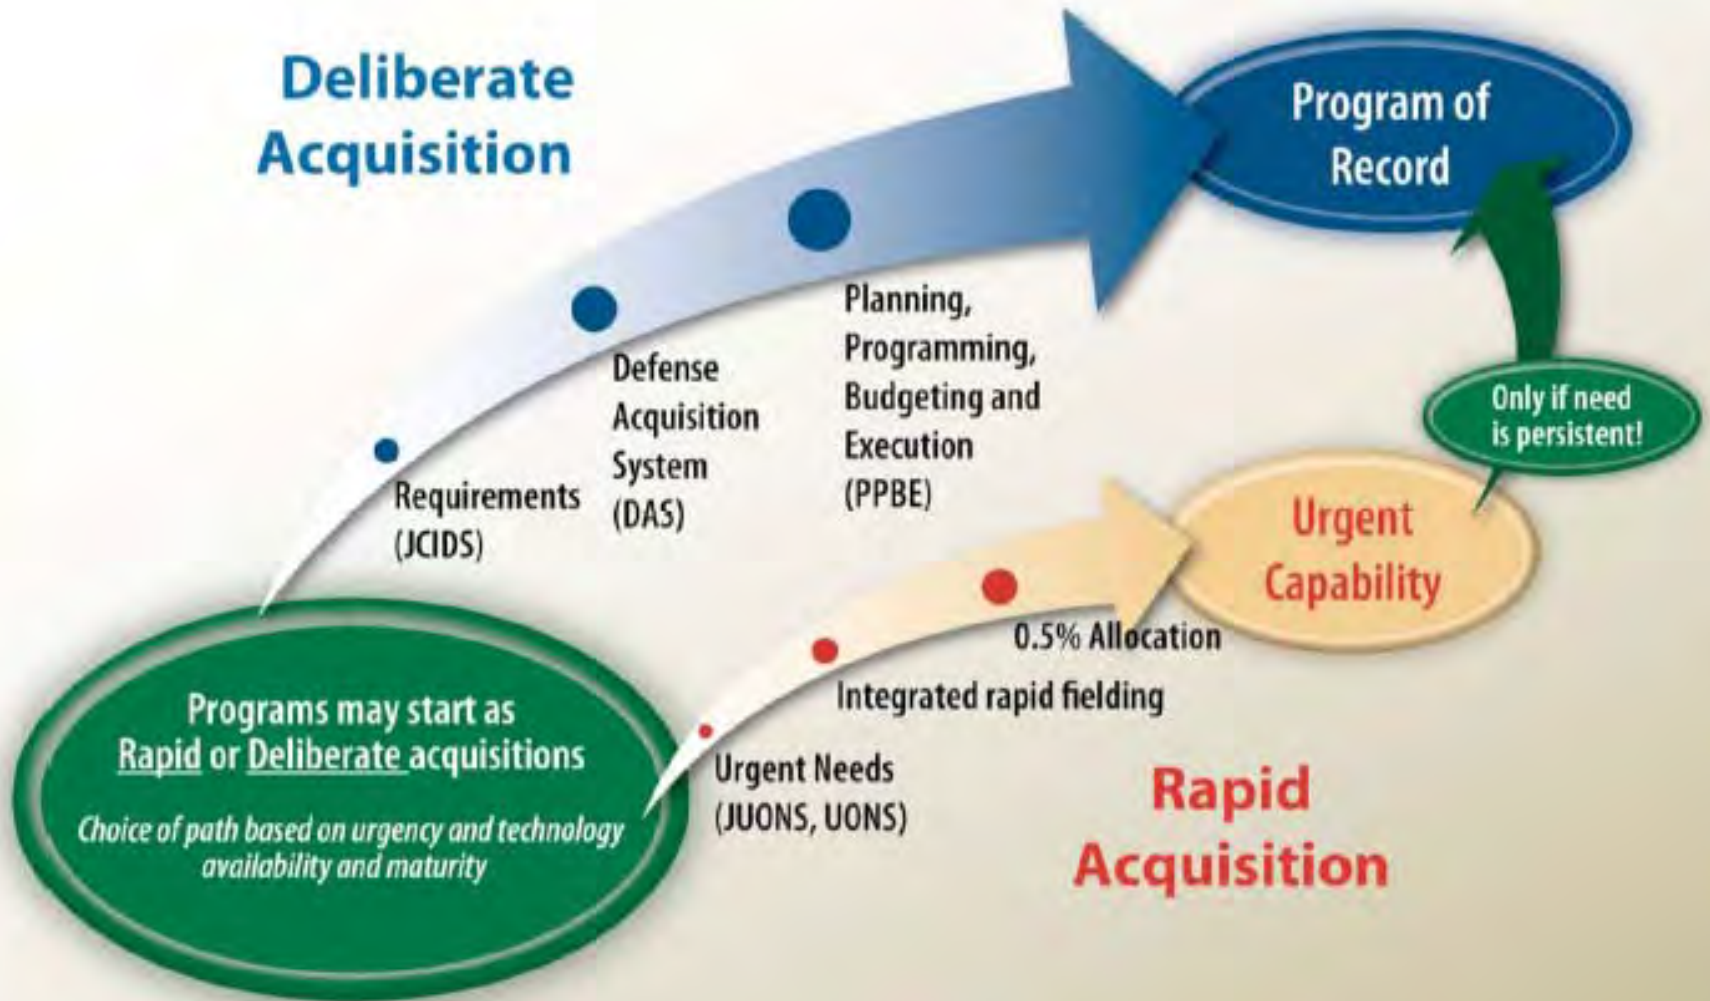 Deliberate
Acquisition
Program of
Record
Planning,
Programming,
Budgeting and
Execution
(PPBE)
Defense
Acquisition
System
(DAS)
Requirements
(JCIDS)
Only if need
is persistent!
Urgent
Capability
0.5% Allocation
Integrated rapid fielding
Urgent Needs
(JUONS, UONS)
Programs may start as
Rapid or Deliberate acquisitions
Choice of path based on urgency and technology
availability and maturity
Rapid
Acquisition